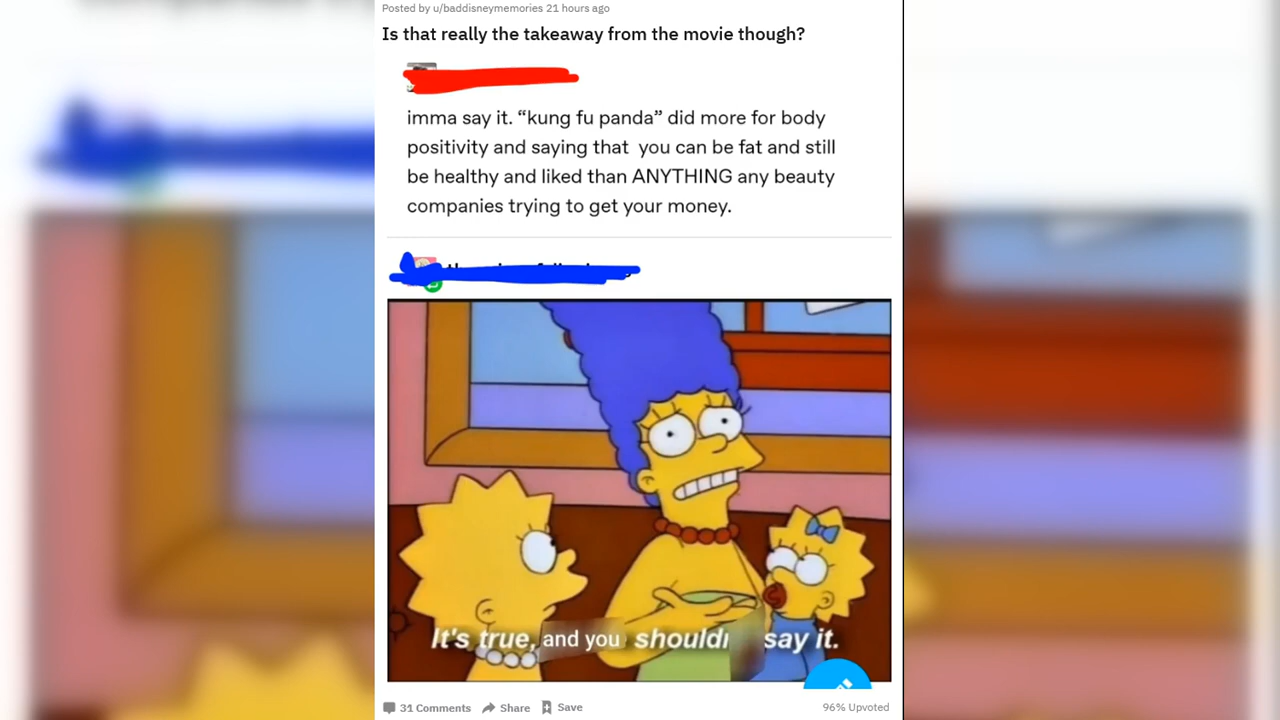 Posted by u/baddisneymemories 21 hours ago
Is that really the takeaway from the movie though?
imma say it. “kung fu panda” did more for body
positivity and saying that you can be fat and still
be healthy and liked than ANYTHING any beauty
companies trying to get your money.
It's true, and you should say it.
31 Comments Share Save 96% Upvoted